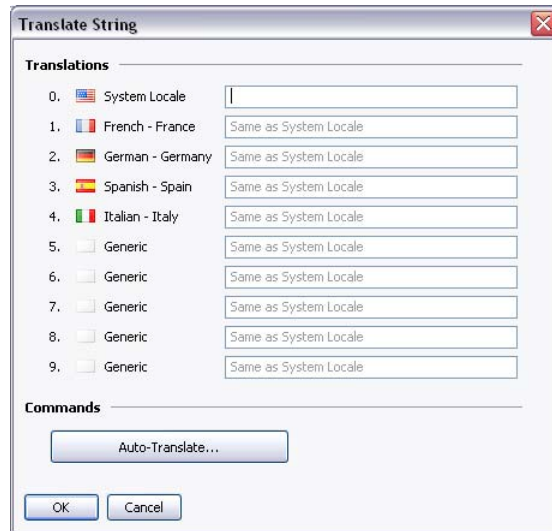 Translate String
Translations
0. System Locale
1. French - France Same as System Locale
2. German - Germany Same as System Locale
3. Spanish - Spain Same as System Locale
4. Italian - Italy Same as System Locale
5. Generic Same as System Locale
6. Generic Same as System Locale
7. Generic Same as System Locale
8. Generic Same as System Locale
9. Generic Same as System Locale
Commands
Auto-Translate...
OK Cancel